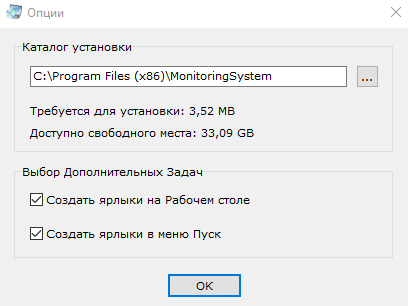 Опции
Каталог установки
C:\Program Files (x86)\MonitoringSystem
...
Требуется для установки: 3,52 MB
Доступно свободного места: 33,09 GB
Выбор Дополнительных Задач
Создать ярлыки на Рабочем столе
Создать ярлыки в меню Пуск
OK